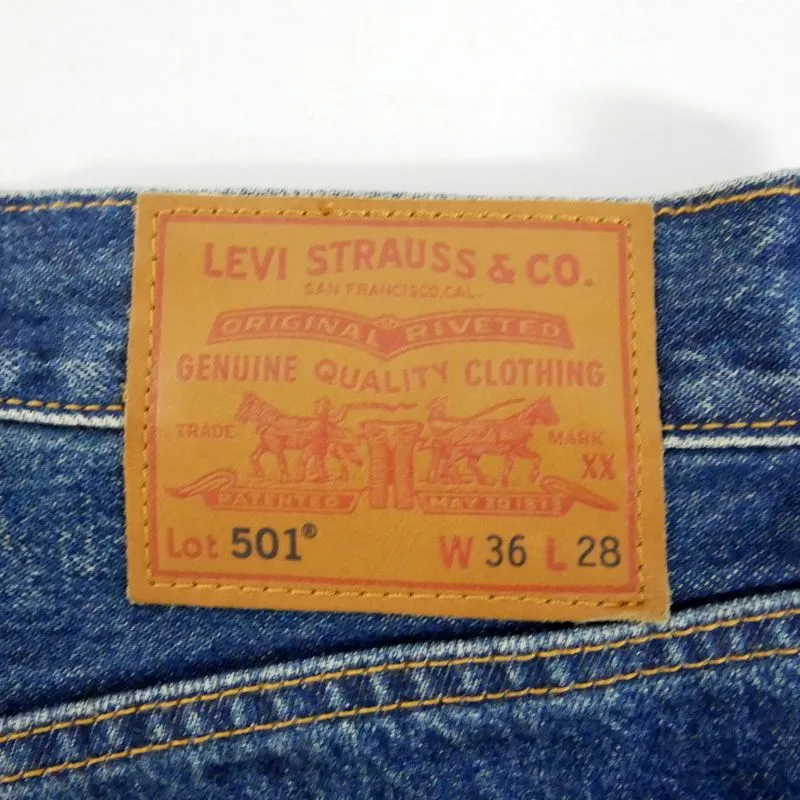 LEVI STRAUSS & CO.
SAN FRANCISCO, CAL.
ORIGINAL RIVETED
GENUINE QUALITY CLOTHING
TRADE MARK
XX
PATENTED MAY 20 1873
Lot 501® W 36 L 28